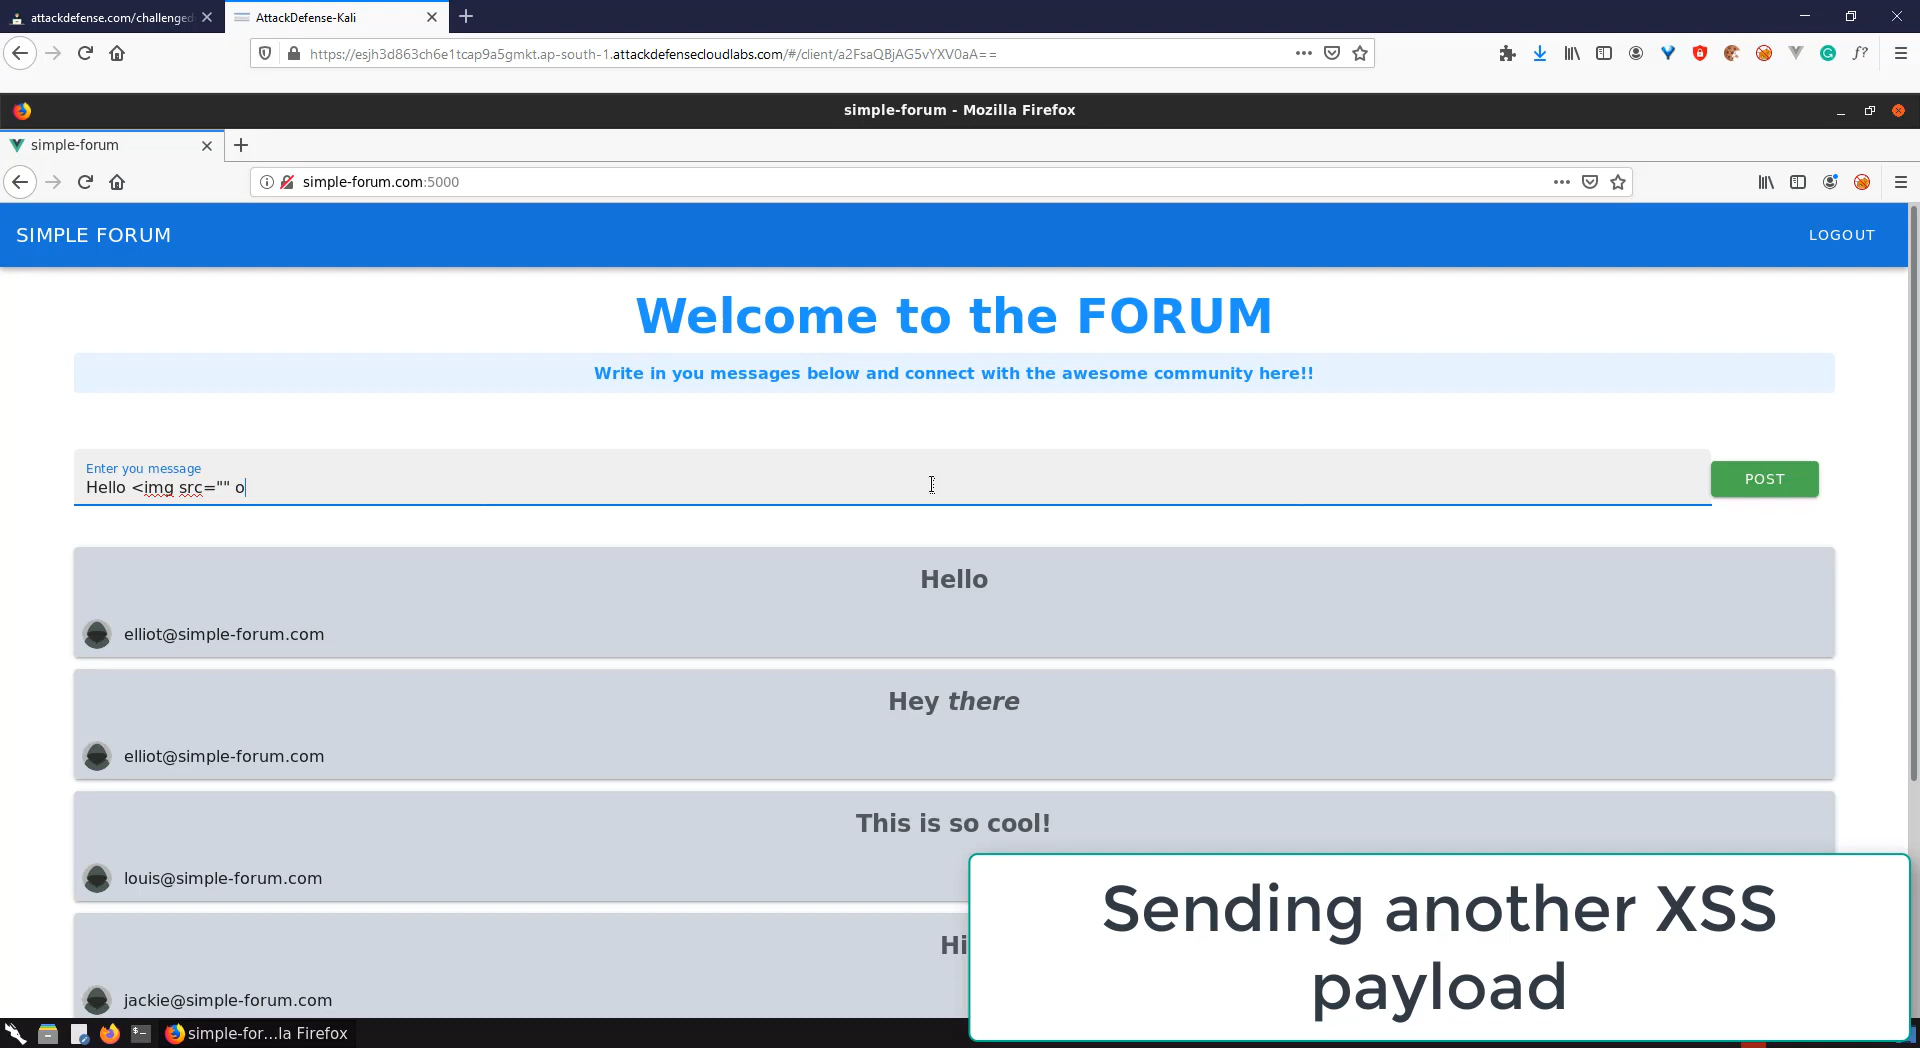 attackdefense.com/challenged
AttackDefense-Kali
https://esjh3d863ch6e1tcap9a5gmkt.ap-south-1.attackdefensecloudlabs.com/#/client/a2FsaQBjAG5vYXV0aA==
simple-forum - Mozilla Firefox
simple-forum
simple-forum.com:5000
SIMPLE FORUM
LOGOUT
Welcome to the FORUM
Write in you messages below and connect with the awesome community here!!
Enter you message
Hello <img src="" o
POST
Hello
elliot@simple-forum.com
Hey there
elliot@simple-forum.com
This is so cool!
louis@simple-forum.com
Hi
jackie@simple-forum.com
Sending another XSS
payload
simple-for...la Firefox